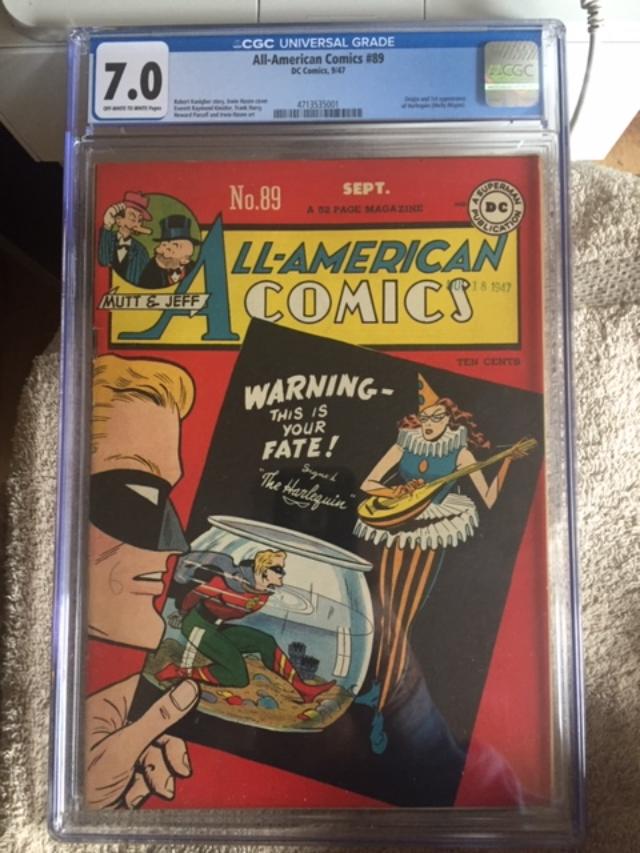 CGC UNIVERSAL GRADE
7.0
OFF-WHITE TO WHITE Pages
All-American Comics #89
DC Comics, 9/47
Robert Kanigher story, Irwin Hasen cover
Everett Raymond Kinstler, Frank Harry,
Howard Purcell and Irwin Hasen art
4713535001
Origin and 1st appearance
of Harlequin (Molly Mayne)
CGC
No.89
SEPT.
A 52 PAGE MAGAZINE
A SUPERMAN
DC
PUBLICATION
MUTT & JEFF
ALL-AMERICAN
COMICS
18 1947
TEN CENTS
WARNING-
THIS IS
YOUR
FATE!
Signed
"The Harlequin"